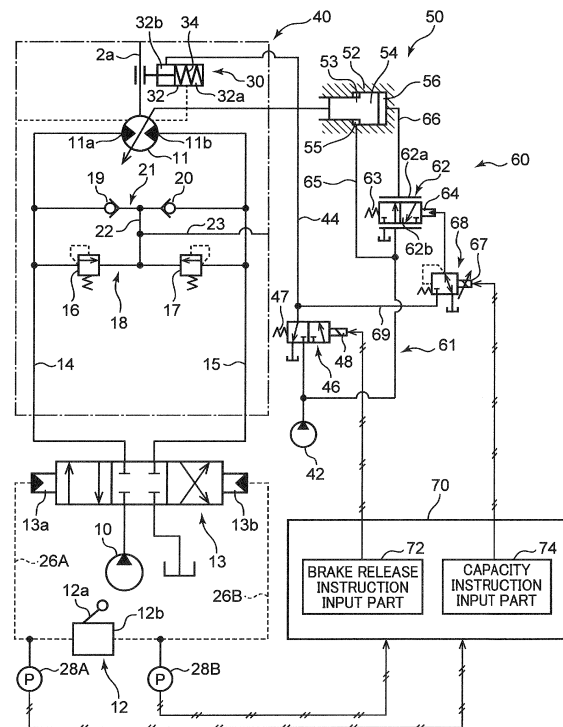 40
50
32b
34
2a
30
32
32a
53
52
54
56
11a
11b
11
66
55
62a
62
60
19
21
20
65
63
64
22
23
44
62b
68
67
16
18
17
47
69
48
61
46
14
15
42
70
13a
13b
13
10
72
74
BRAKE RELEASE
INSTRUCTION
INPUT PART
CAPACITY
INSTRUCTION
INPUT PART
26A
12a
12b
26B
P
28A
P
28B
12